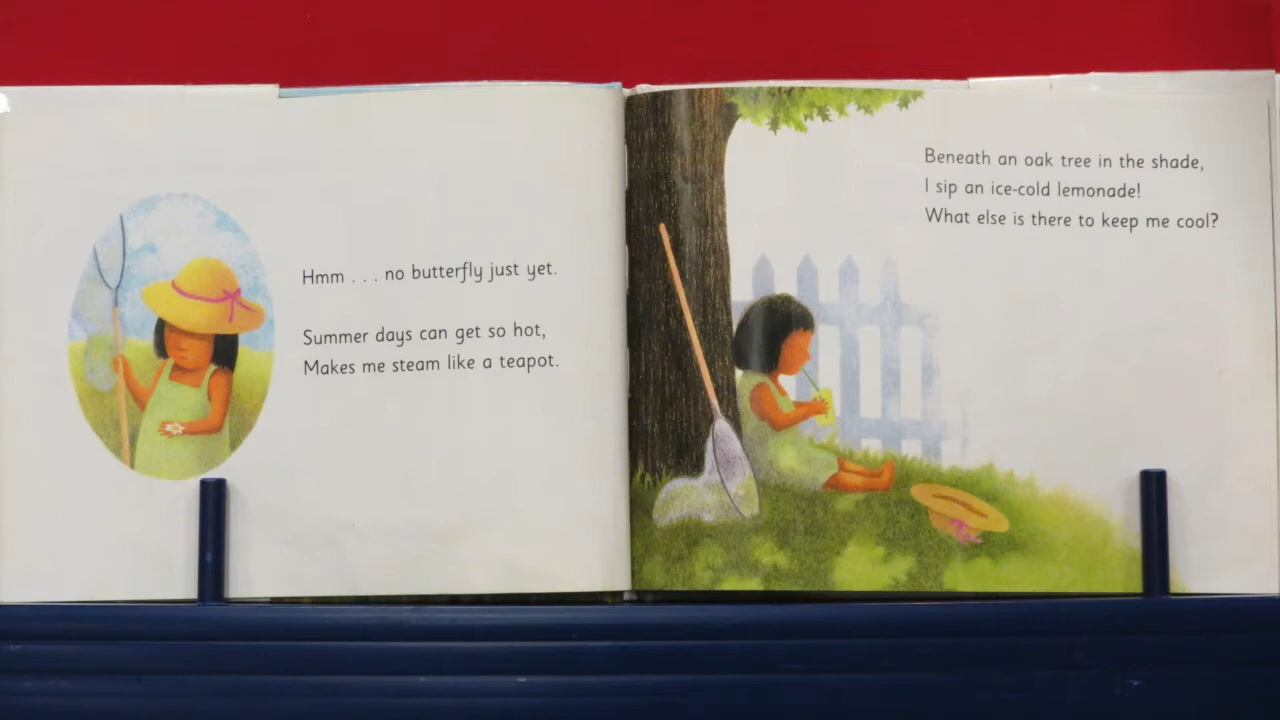 Hmm . . . no butterfly just yet.
Summer days can get so hot,
Makes me steam like a teapot.
Beneath an oak tree in the shade,
I sip an ice-cold lemonade!
What else is there to keep me cool?